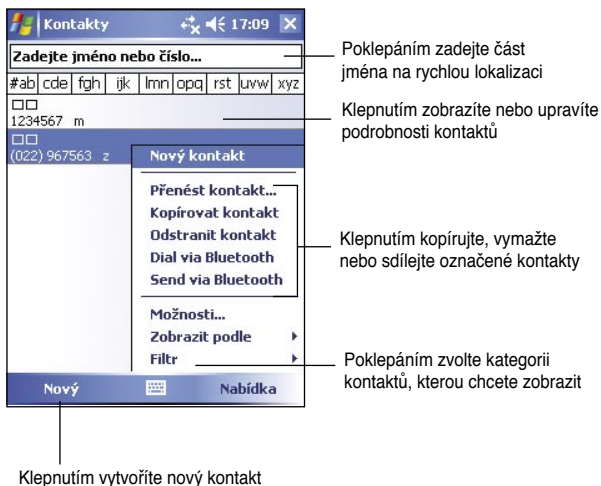 Kontakty 17:09
Zadejte jméno nebo číslo...
#ab cde fgh ijk lmn opq rst uvw xyz
1234567 m
(022) 967563 z
Nový kontakt
Přenést kontakt...
Kopírovat kontakt
Odstranit kontakt
Dial via Bluetooth
Send via Bluetooth
Možnosti...
Zobrazit podle
Filtr
Nový Nabídka
Poklepáním zadejte část
jména na rychlou lokalizaci
Klepnutím zobrazíte nebo upravíte
podrobnosti kontaktů
Klepnutím kopírujte, vymažte
nebo sdílejte označené kontakty
Poklepáním zvolte kategorii
kontaktů, kterou chcete zobrazit
Klepnutím vytvoříte nový kontakt